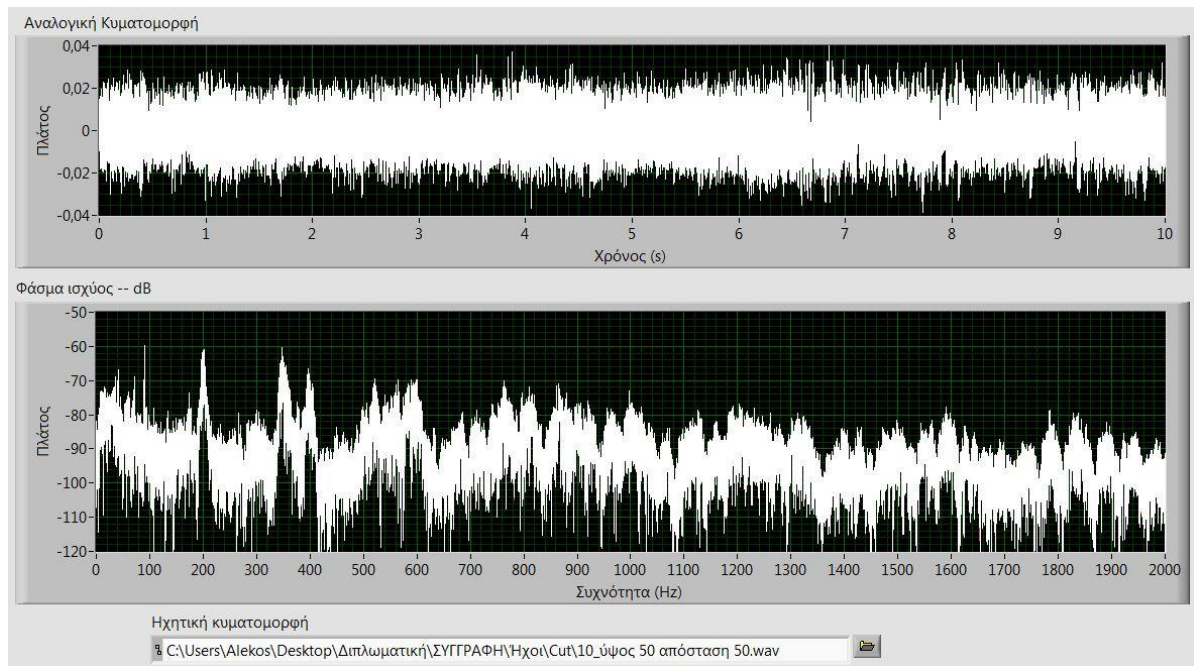 Αναλογική Κυματομορφή
0,04
0,02
0
-0,02
-0,04
Πλάτος
0 1 2 3 4 5 6 7 8 9 10
Χρόνος (s)
Φάσμα ισχύος -- dB
-50
-60
-70
-80
-90
-100
-110
-120
Πλάτος
0 100 200 300 400 500 600 700 800 900 1000 1100 1200 1300 1400 1500 1600 1700 1800 1900 2000
Συχνότητα (Hz)
Ηχητική κυματομορφή
C:\Users\Alekos\Desktop\Διπλωματική\ΣΥΓΓΡΑΦΗ\Ήχοι\Cut\10_ύψος 50 απόσταση 50.wav